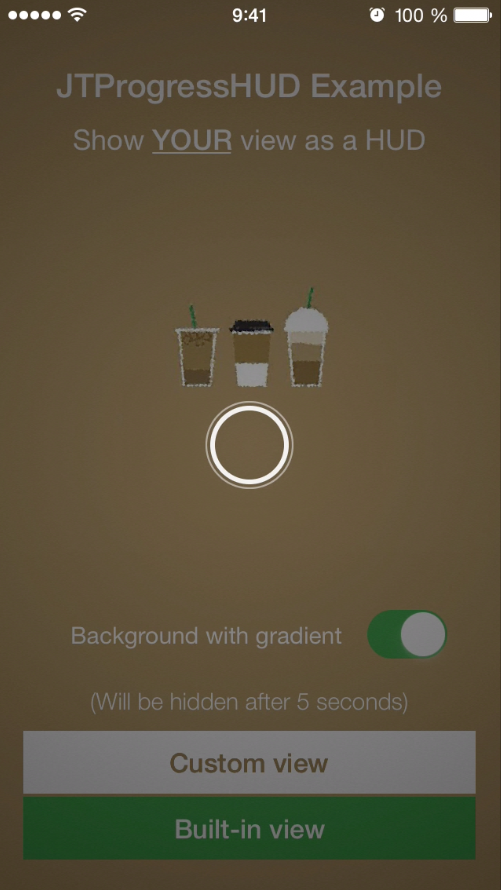 9:41 100 %
JTProgressHUD Example
Show YOUR view as a HUD
Background with gradient
(Will be hidden after 5 seconds)
Custom view
Built-in view